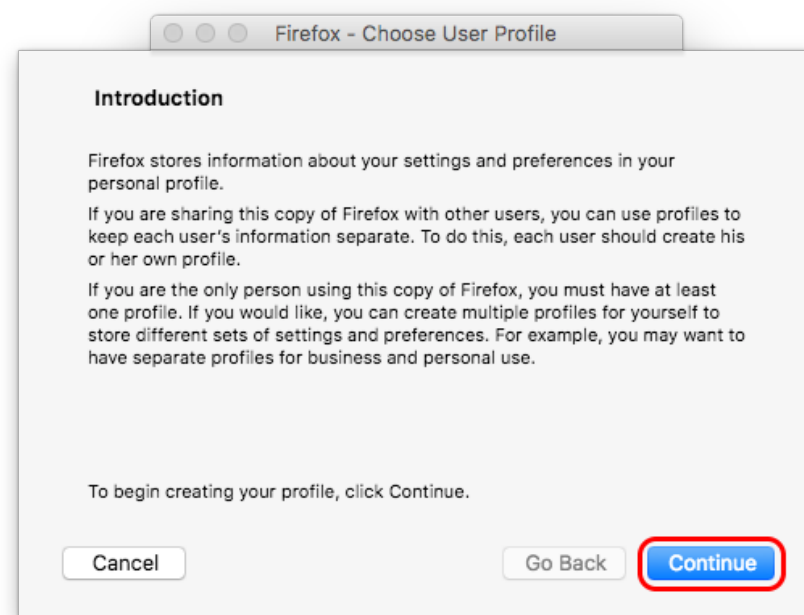 Firefox - Choose User Profile
Introduction
Firefox stores information about your settings and preferences in your
personal profile.
If you are sharing this copy of Firefox with other users, you can use profiles to
keep each user's information separate. To do this, each user should create his
or her own profile.
If you are the only person using this copy of Firefox, you must have at least
one profile. If you would like, you can create multiple profiles for yourself to
store different sets of settings and preferences. For example, you may want to
have separate profiles for business and personal use.
To begin creating your profile, click Continue.
Cancel Go Back Continue